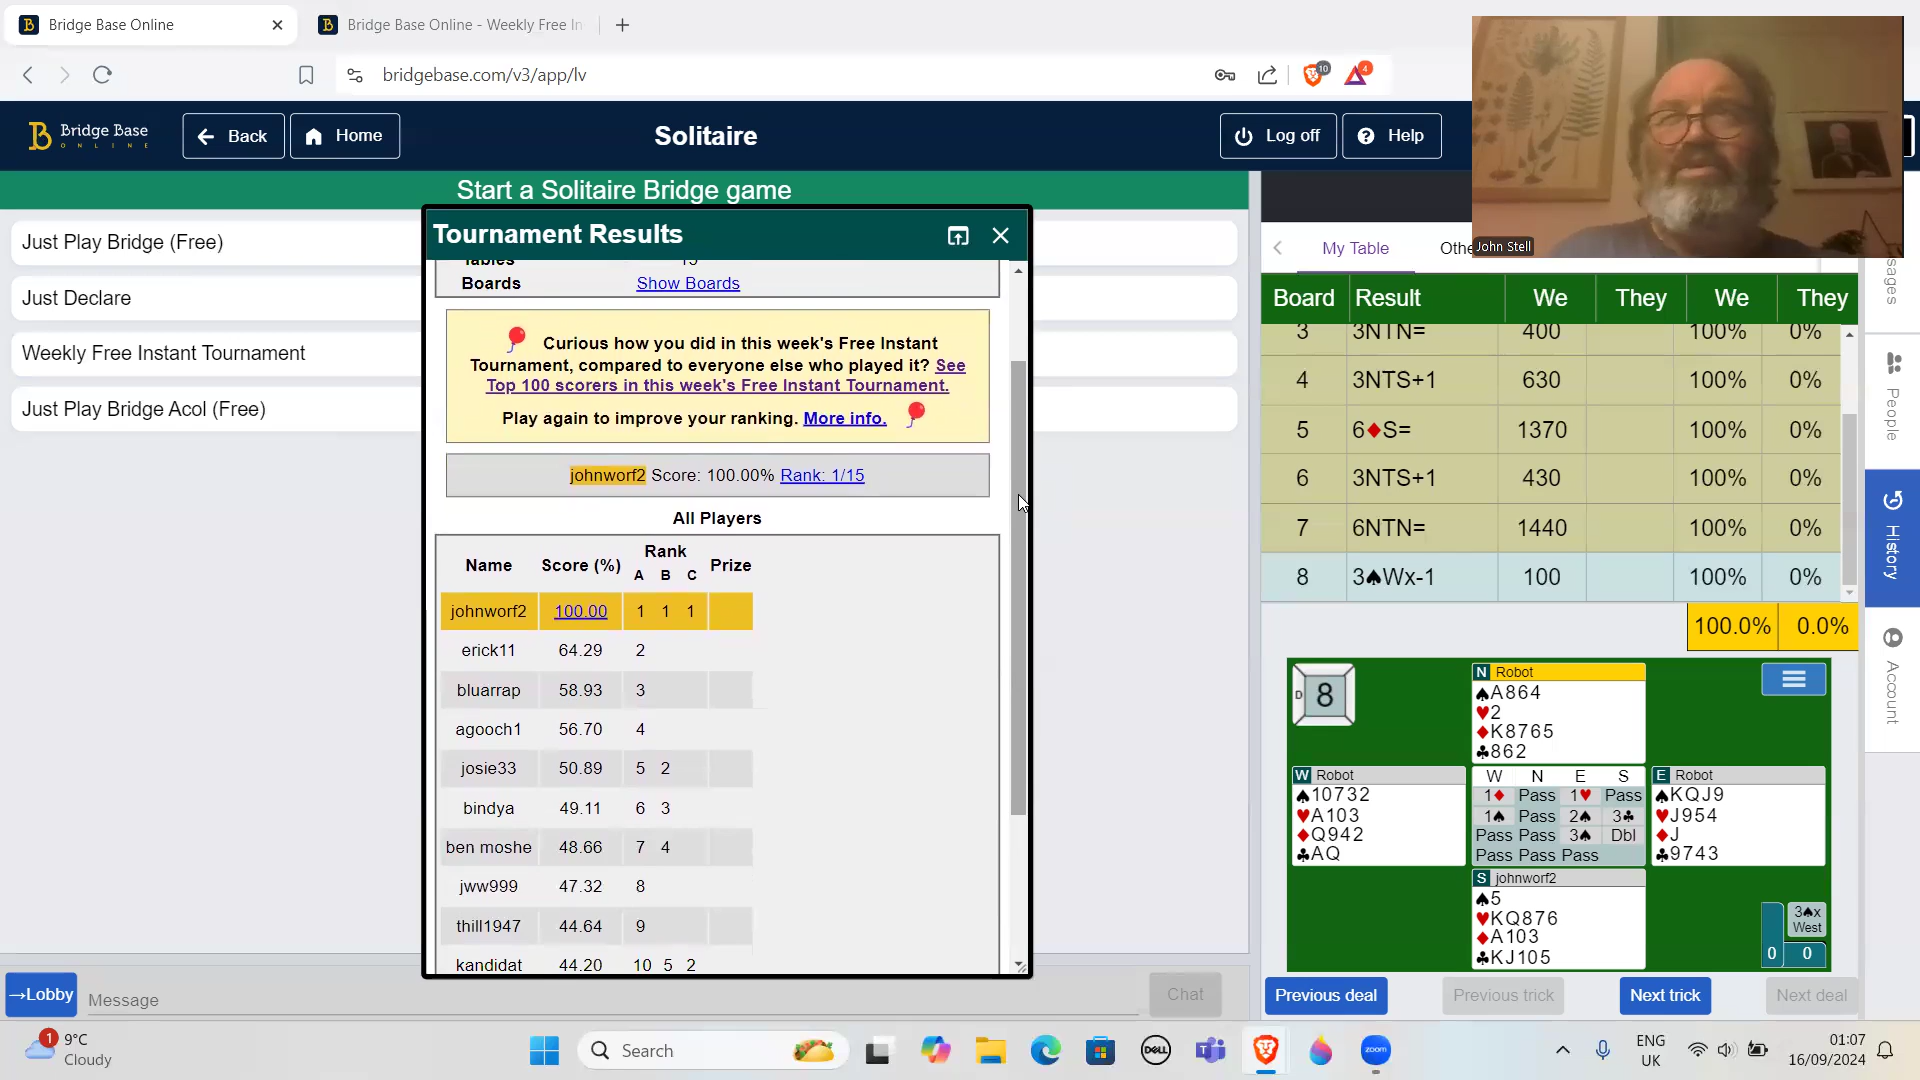 Bridge Base Online
Bridge Base Online - Weekly Free In
bridgebase.com/v3/app/lv
10
4
Bridge Base
ONLINE
Back
Home
Solitaire
Log off
Help
John Stell
Start a Solitaire Bridge game
Just Play Bridge (Free)
Just Declare
Weekly Free Instant Tournament
Just Play Bridge Acol (Free)
Tournament Results
Tables 15
Boards Show Boards
Curious how you did in this week's Free Instant
Tournament, compared to everyone else who played it? See
Top 100 scorers in this week's Free Instant Tournament.
Play again to improve your ranking. More info.
johnworf2 Score: 100.00% Rank: 1/15
All Players
Name Score (%) Rank Prize
A B C
johnworf2 100.00 1 1 1
erick11 64.29 2
bluarrap 58.93 3
agooch1 56.70 4
josie33 50.89 5 2
bindya 49.11 6 3
ben moshe 48.66 7 4
jww999 47.32 8
thill1947 44.64 9
kandidat 44.20 10 5 2
My Table
Othe
Board Result We They We They
3 3NTN= 400 100% 0%
4 3NTS+1 630 100% 0%
5 6♦S= 1370 100% 0%
6 3NTS+1 430 100% 0%
7 6NTN= 1440 100% 0%
8 3♠Wx-1 100 100% 0%
100.0% 0.0%
D 8
N Robot
♠A864
♥2
♦K8765
♣862
W Robot
♠10732
♥A103
♦Q942
♣AQ
W N E S
1♦ Pass 1♥ Pass
1♠ Pass 2♠ 3♣
Pass Pass 3♠ Dbl
Pass Pass Pass
E Robot
♠KQJ9
♥J954
♦J
♣9743
S johnworf2
♠5
♥KQ876
♦A103
♣KJ105
3♠x
West
0 0
Previous deal
Previous trick
Next trick
Next deal
ssages
People
History
Account
→Lobby
Message
Chat
1
9°C
Cloudy
Search
DELL
zoom
ENG
UK
01:07
16/09/2024